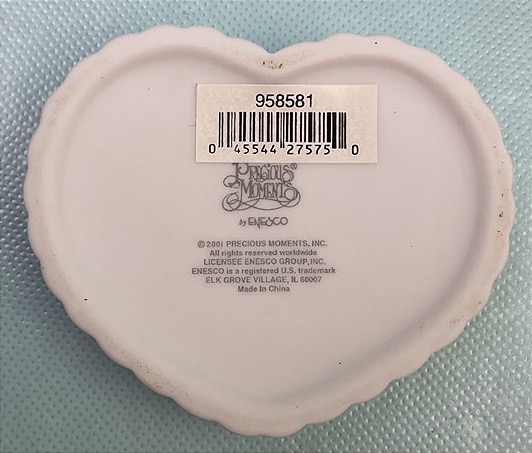 958581
0 45544 27575 0
PRECIOUS®
MOMENTS
by ENESCO
© 2001 PRECIOUS MOMENTS, INC.
All rights reserved worldwide
LICENSEE ENESCO GROUP,INC.
ENESCO is a registered U.S. trademark
ELK GROVE VILLAGE, IL 60007
Made In China